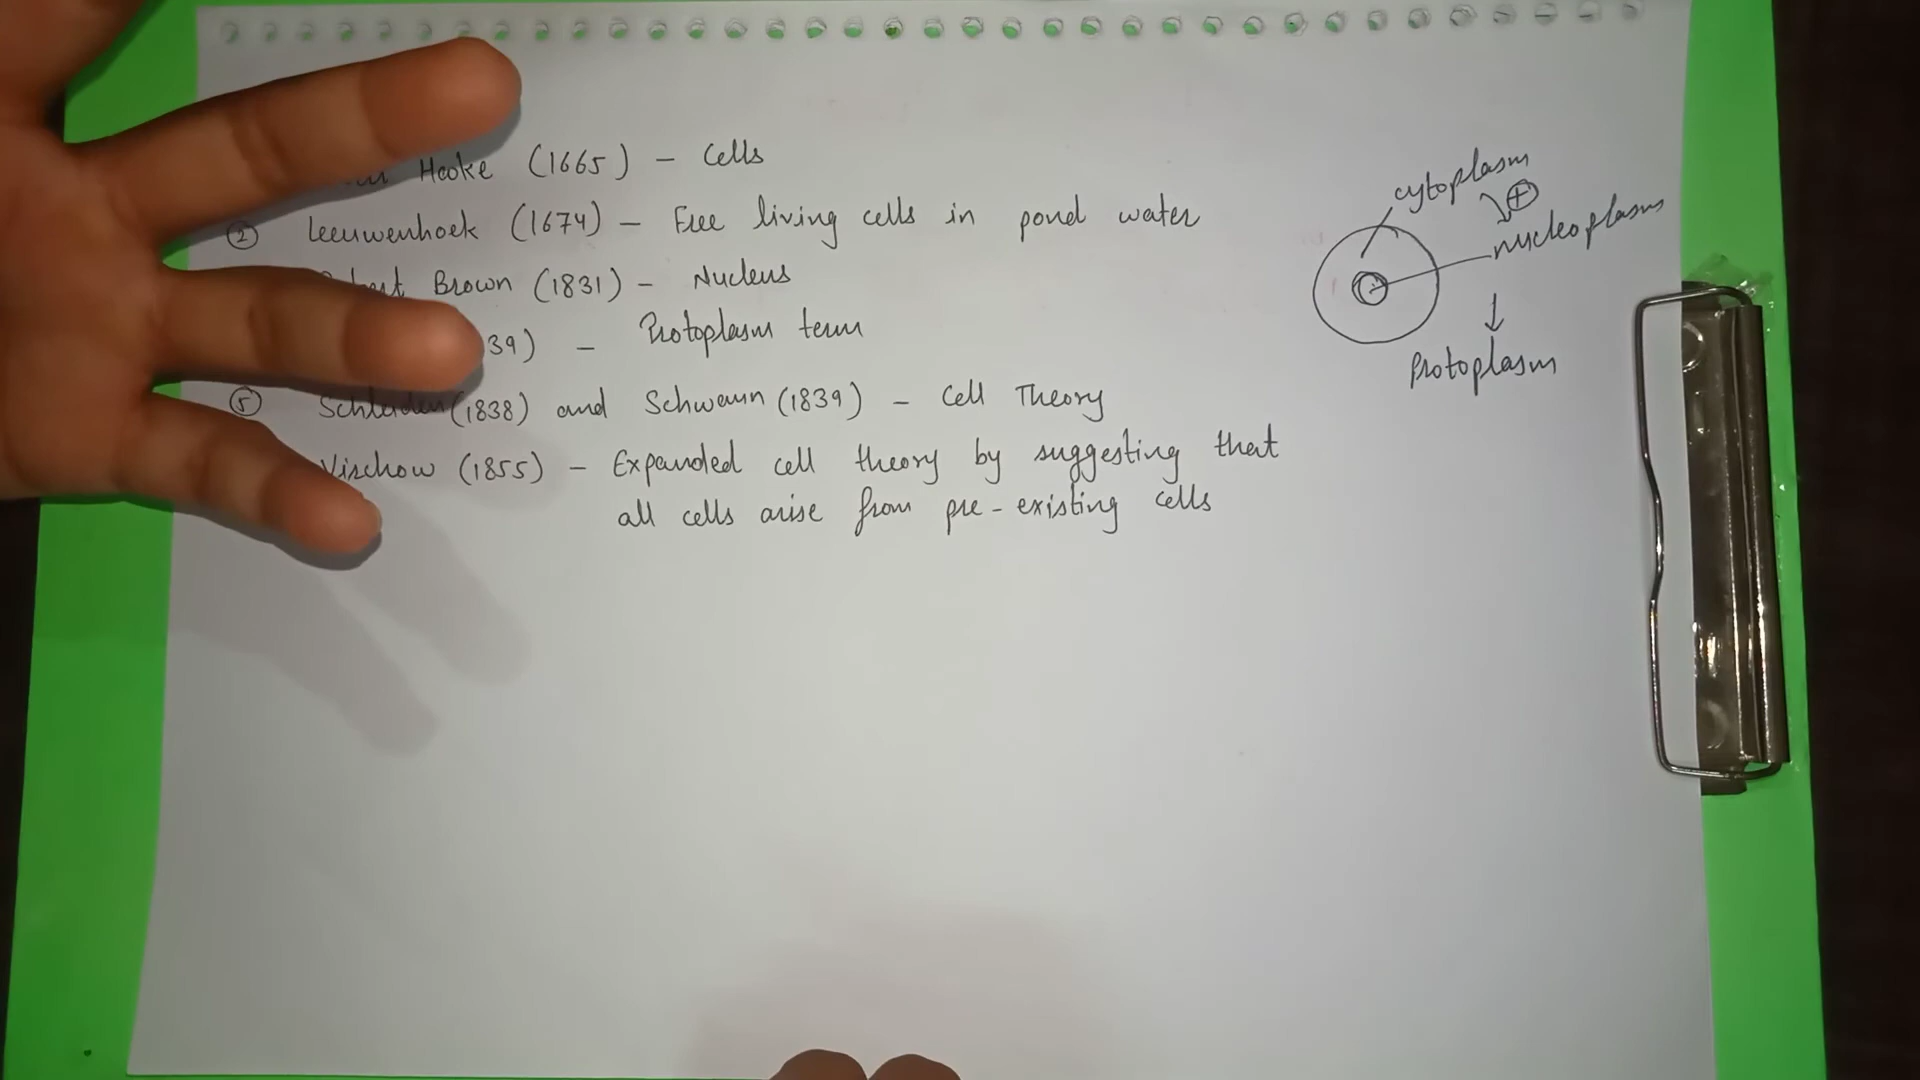 Hooke (1665) - Cells
② Leeuwenhoek (1674) - Free living cells in pond water
Brown (1831) - Nucleus
39) - Protoplasm term
⑤ Schleiden (1838) and Schwann (1839) - Cell Theory
Virchow (1855) - Expanded cell theory by suggesting that
all cells arise from pre-existing cells
cytoplasm
+
nucleoplasm
↓
Protoplasm